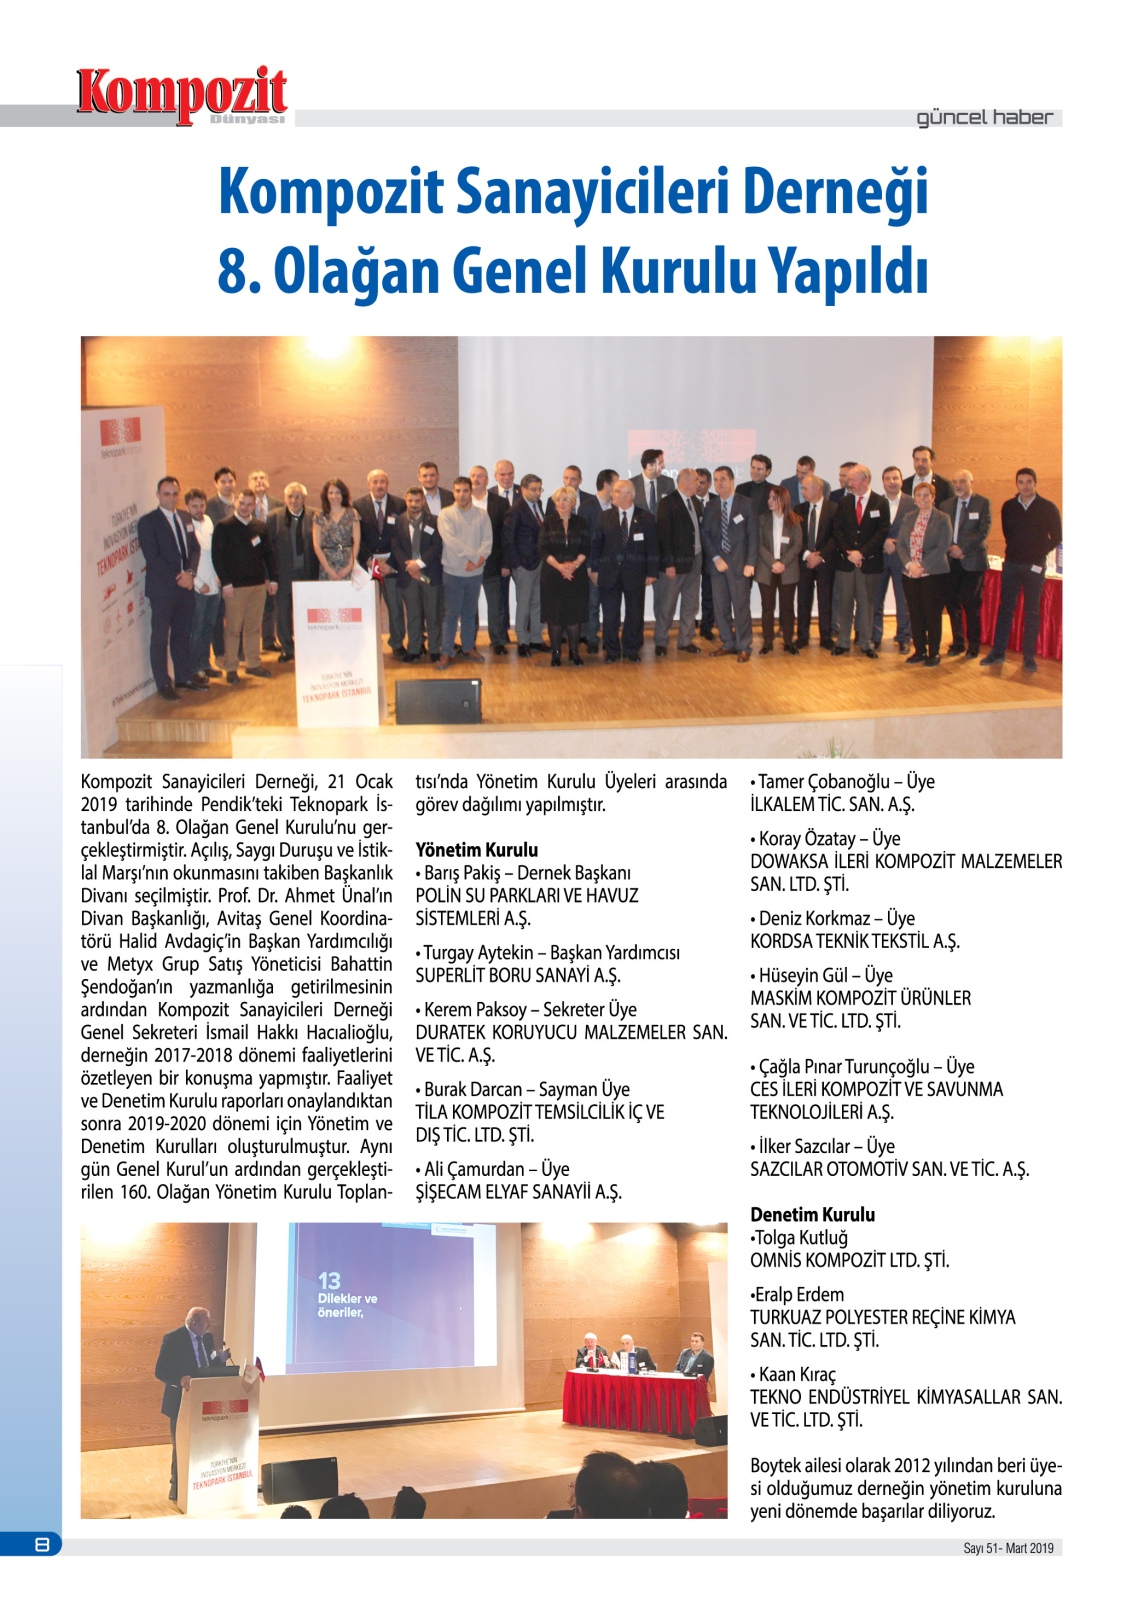 Kompozit
Dünyası
güncel haber
Kompozit Sanayicileri Derneği
8. Olağan Genel Kurulu Yapıldı
teknopark
TÜRKİYE'NİN
İNOVASYON MERKEZİ
TEKNOPARK İSTANBUL
Kompozit Sanayicileri Derneği, 21 Ocak
2019 tarihinde Pendik'teki Teknopark İs-
tanbul'da 8. Olağan Genel Kurulu'nu ger-
çekleştirmiştir. Açılış, Saygı Duruşu ve İstik-
lal Marşı'nın okunmasını takiben Başkanlık
Divanı seçilmiştir. Prof. Dr. Ahmet Ünal'ın
Divan Başkanlığı, Avitaş Genel Koordina-
törü Halid Avdagiç'in Başkan Yardımcılığı
ve Metyx Grup Satış Yöneticisi Bahattin
Şendoğan'ın yazmanlığa getirilmesinin
ardından Kompozit Sanayicileri Derneği
Genel Sekreteri İsmail Hakkı Hacıalioğlu,
derneğin 2017-2018 dönemi faaliyetlerini
özetleyen bir konuşma yapmıştır. Faaliyet
ve Denetim Kurulu raporları onaylandıktan
sonra 2019-2020 dönemi için Yönetim ve
Denetim Kurulları oluşturulmuştur. Aynı
gün Genel Kurul'un ardından gerçekleşti-
rilen 160. Olağan Yönetim Kurulu Toplan-
tısı'nda Yönetim Kurulu Üyeleri arasında
görev dağılımı yapılmıştır.
Yönetim Kurulu
• Barış Pakiş – Dernek Başkanı
POLİN SU PARKLARI VE HAVUZ
SİSTEMLERİ A.Ş.
• Turgay Aytekin – Başkan Yardımcısı
SUPERLİT BORU SANAYİ A.Ş.
• Kerem Paksoy – Sekreter Üye
DURATEK KORUYUCU MALZEMELER SAN.
VE TİC. A.Ş.
• Burak Darcan – Sayman Üye
TİLA KOMPOZİT TEMSİLCİLİK İÇ VE
DIŞ TİC. LTD. ŞTİ.
• Ali Çamurdan – Üye
ŞİŞECAM ELYAF SANAYİİ A.Ş.
• Tamer Çobanoğlu – Üye
İLKALEM TİC. SAN. A.Ş.
• Koray Özatay – Üye
DOWAKSA İLERİ KOMPOZİT MALZEMELER
SAN. LTD. ŞTİ.
• Deniz Korkmaz – Üye
KORDSA TEKNİK TEKSTİL A.Ş.
• Hüseyin Gül – Üye
MASKİM KOMPOZİT ÜRÜNLER
SAN. VE TİC. LTD. ŞTİ.
• Çağla Pınar Turunçoğlu – Üye
CES İLERİ KOMPOZİT VE SAVUNMA
TEKNOLOJİLERİ A.Ş.
• İlker Sazcılar – Üye
SAZCILAR OTOMOTİV SAN. VE TİC. A.Ş.
Denetim Kurulu
•Tolga Kutluğ
OMNİS KOMPOZİT LTD. ŞTİ.
•Eralp Erdem
TURKUAZ POLYESTER REÇİNE KİMYA
SAN. TİC. LTD. ŞTİ.
• Kaan Kıraç
TEKNO ENDÜSTRİYEL KİMYASALLAR SAN.
VE TİC. LTD. ŞTİ.
Boytek ailesi olarak 2012 yılından beri üye-
si olduğumuz derneğin yönetim kuruluna
yeni dönemde başarılar diliyoruz.
13
Dilekler ve
öneriler,
teknopark
TÜRKİYE'NİN
İNOVASYON MERKEZİ
TEKNOPARK İSTANBUL
8
Sayı 51- Mart 2019